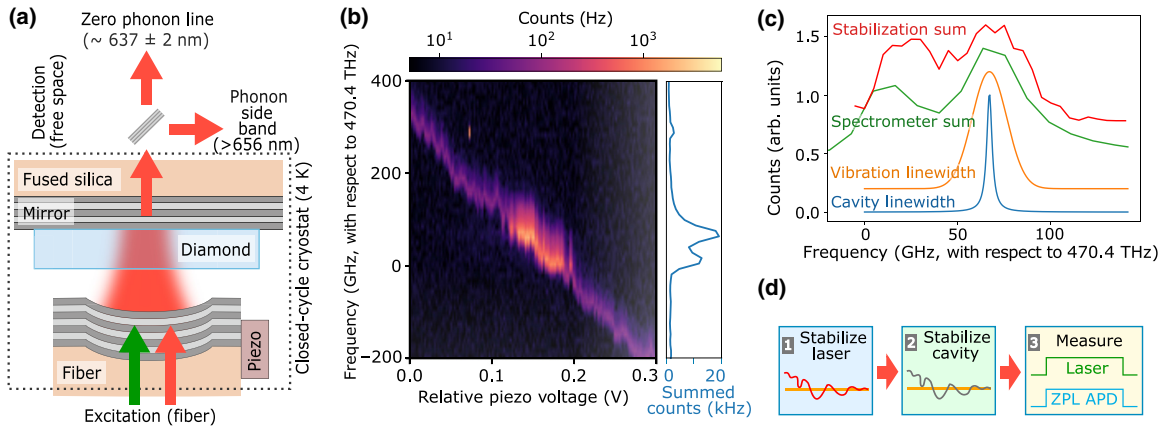 (a)
Zero phonon line
(~ 637 ± 2 nm)
Detection
(free space)
Phonon
side
band
(>656 nm)
Fused silica
Mirror
Diamond
Closed-cycle cryostat (4 K)
Piezo
Fiber
Excitation (fiber)
(b)
Counts (Hz)
10¹
10²
10³
Frequency (GHz, with respect to 470.4 THz)
400
200
0
−200
0.0
0.1
0.2
0.3
Relative piezo voltage (V)
0
20
Summed
counts (kHz)
(c)
Counts (arb. units)
1.5
1.0
0.5
0.0
Stabilization sum
Spectrometer sum
Vibration linewidth
Cavity linewidth
0
50
100
Frequency (GHz, with respect to 470.4 THz)
(d)
1 Stabilize
laser
2 Stabilize
cavity
3 Measure
Laser
ZPL APD